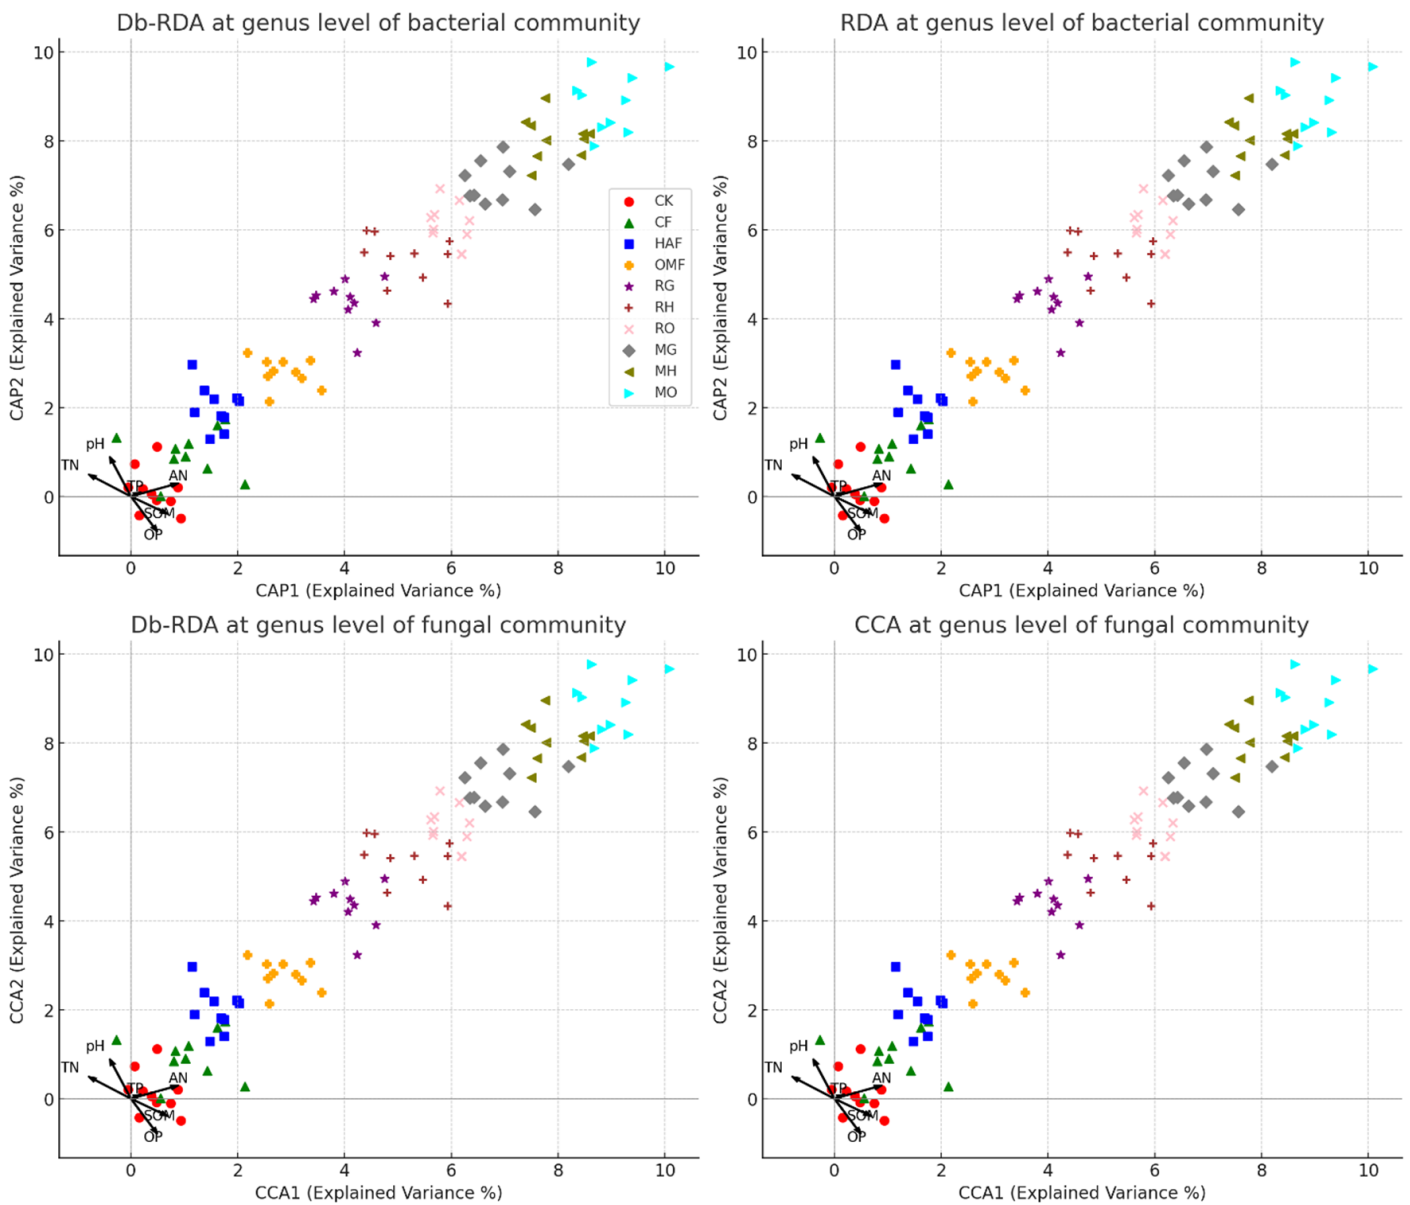 Db-RDA at genus level of bacterial community
10
8
6
4
2
0
CAP2 (Explained Variance %)
CK
CF
HAF
OMF
RG
RH
RO
MG
MH
MO
pH
TN
TP
AN
SOM
OP
0 2 4 6 8 10
CAP1 (Explained Variance %)
RDA at genus level of bacterial community
10
8
6
4
2
0
CAP2 (Explained Variance %)
pH
TN
TP
AN
SOM
OP
0 2 4 6 8 10
CAP1 (Explained Variance %)
Db-RDA at genus level of fungal community
10
8
6
4
2
0
CCA2 (Explained Variance %)
pH
TN
TP
AN
SOM
OP
0 2 4 6 8 10
CCA1 (Explained Variance %)
CCA at genus level of fungal community
10
8
6
4
2
0
CCA2 (Explained Variance %)
pH
TN
TP
AN
SOM
OP
0 2 4 6 8 10
CCA1 (Explained Variance %)